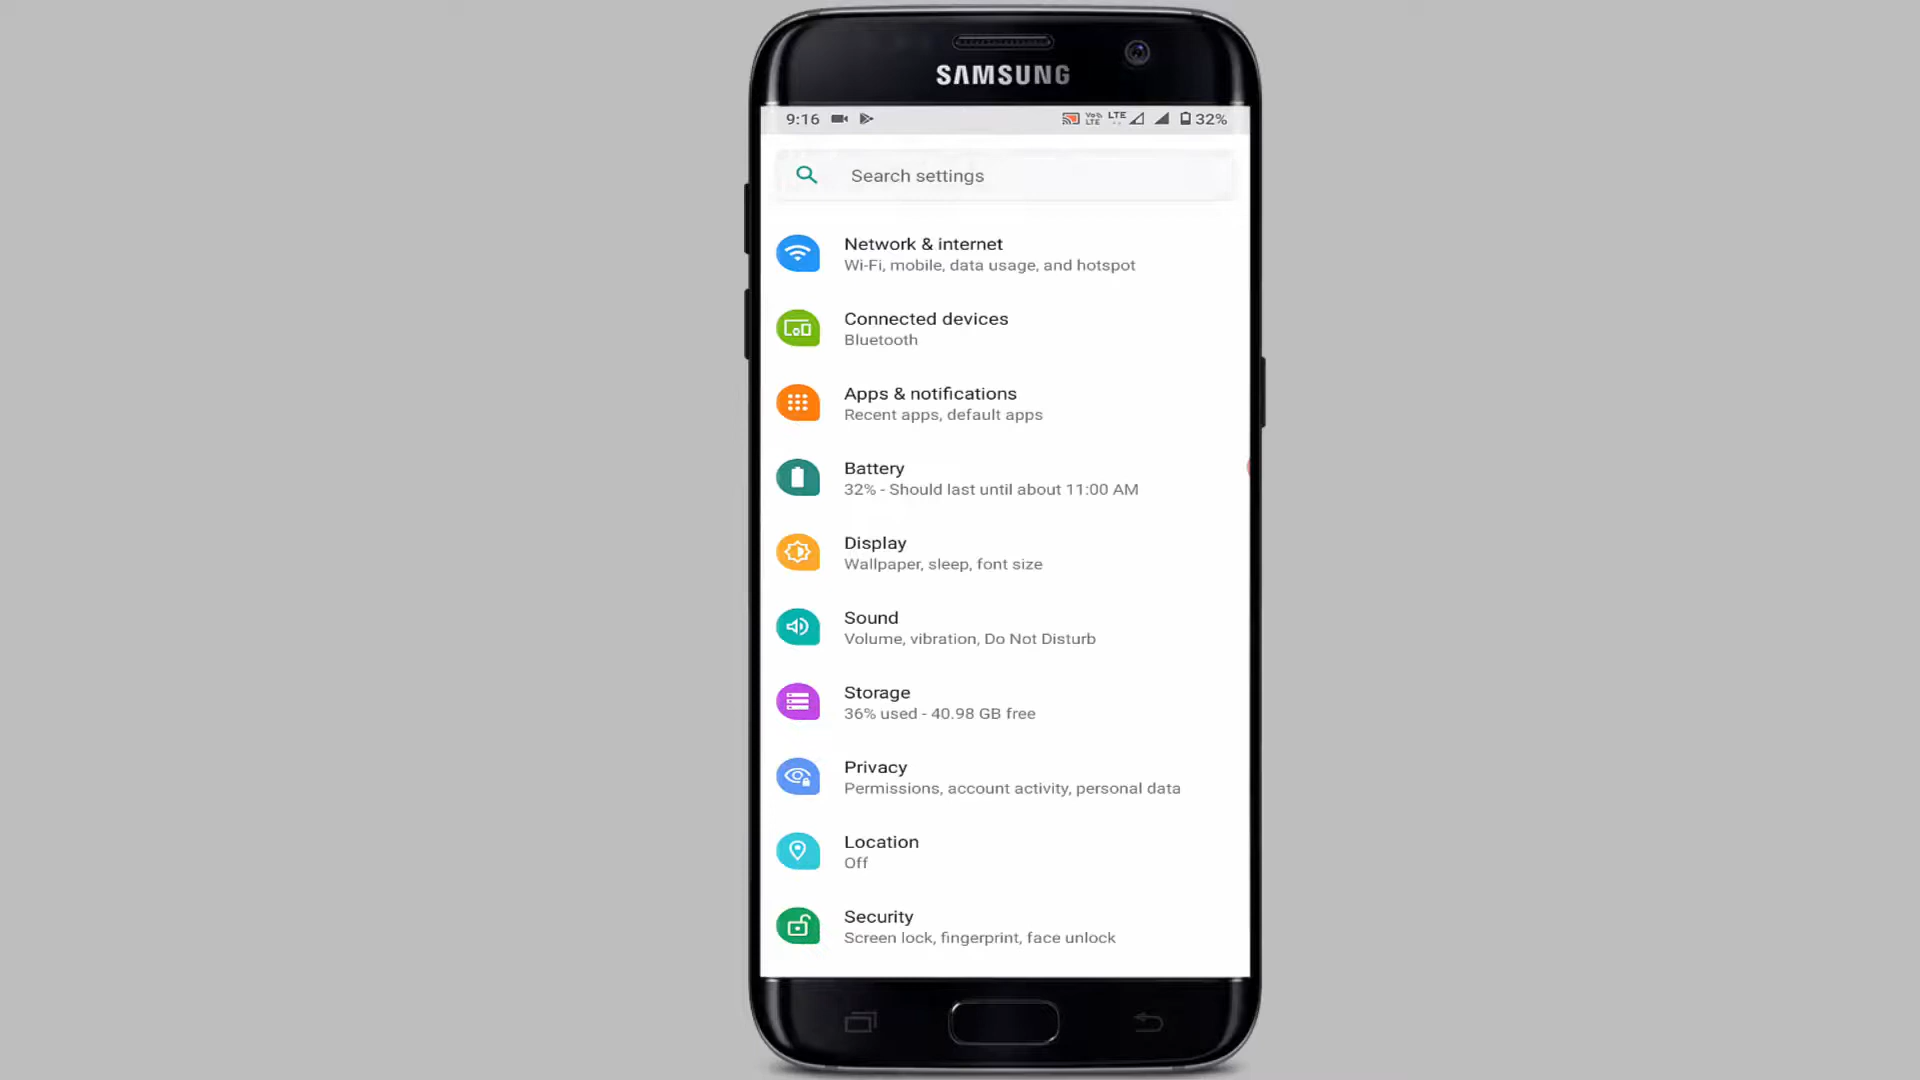 SAMSUNG
9:16 VoB LTE LTE 32%
Search settings
Network & internet
Wi-Fi, mobile, data usage, and hotspot
Connected devices
Bluetooth
Apps & notifications
Recent apps, default apps
Battery
32% - Should last until about 11:00 AM
Display
Wallpaper, sleep, font size
Sound
Volume, vibration, Do Not Disturb
Storage
36% used - 40.98 GB free
Privacy
Permissions, account activity, personal data
Location
Off
Security
Screen lock, fingerprint, face unlock